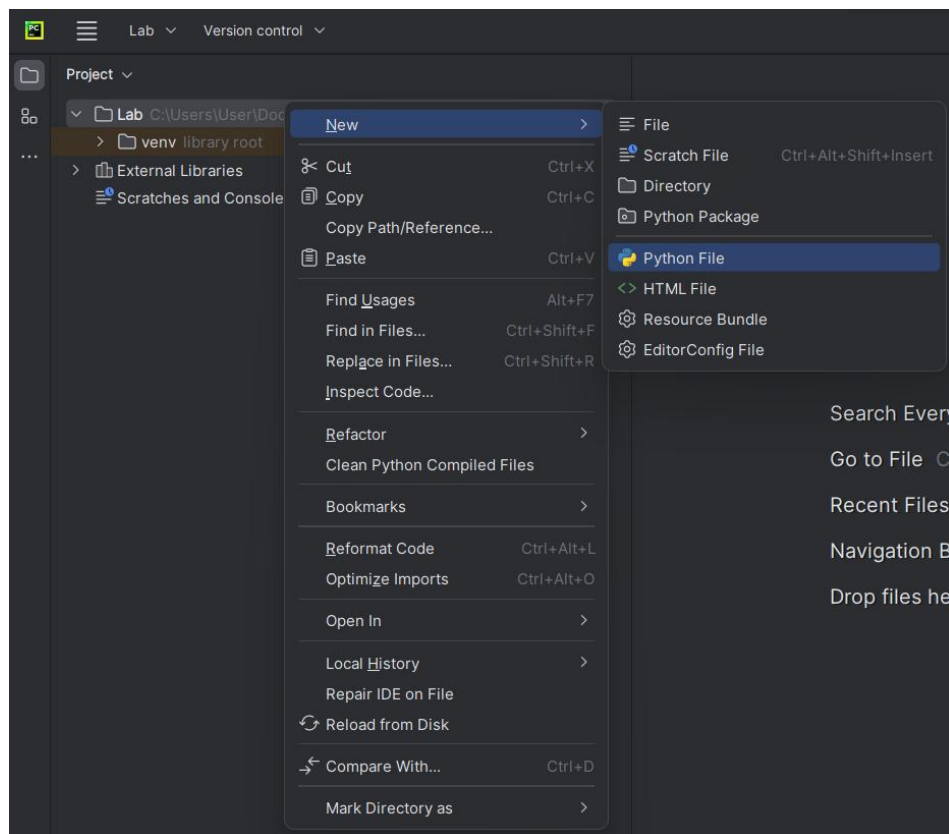 PC
Lab
Version control
Project
Lab C:\Users\User\Doc
venv library root
External Libraries
Scratches and Console
New
Cut Ctrl+X
Copy Ctrl+C
Copy Path/Reference...
Paste Ctrl+V
Find Usages Alt+F7
Find in Files... Ctrl+Shift+F
Replace in Files... Ctrl+Shift+R
Inspect Code...
Refactor
Clean Python Compiled Files
Bookmarks
Reformat Code Ctrl+Alt+L
Optimize Imports Ctrl+Alt+O
Open In
Local History
Repair IDE on File
Reload from Disk
Compare With... Ctrl+D
Mark Directory as
File
Scratch File Ctrl+Alt+Shift+Insert
Directory
Python Package
Python File
HTML File
Resource Bundle
EditorConfig File
Search Every
Go to File C
Recent Files
Navigation B
Drop files he